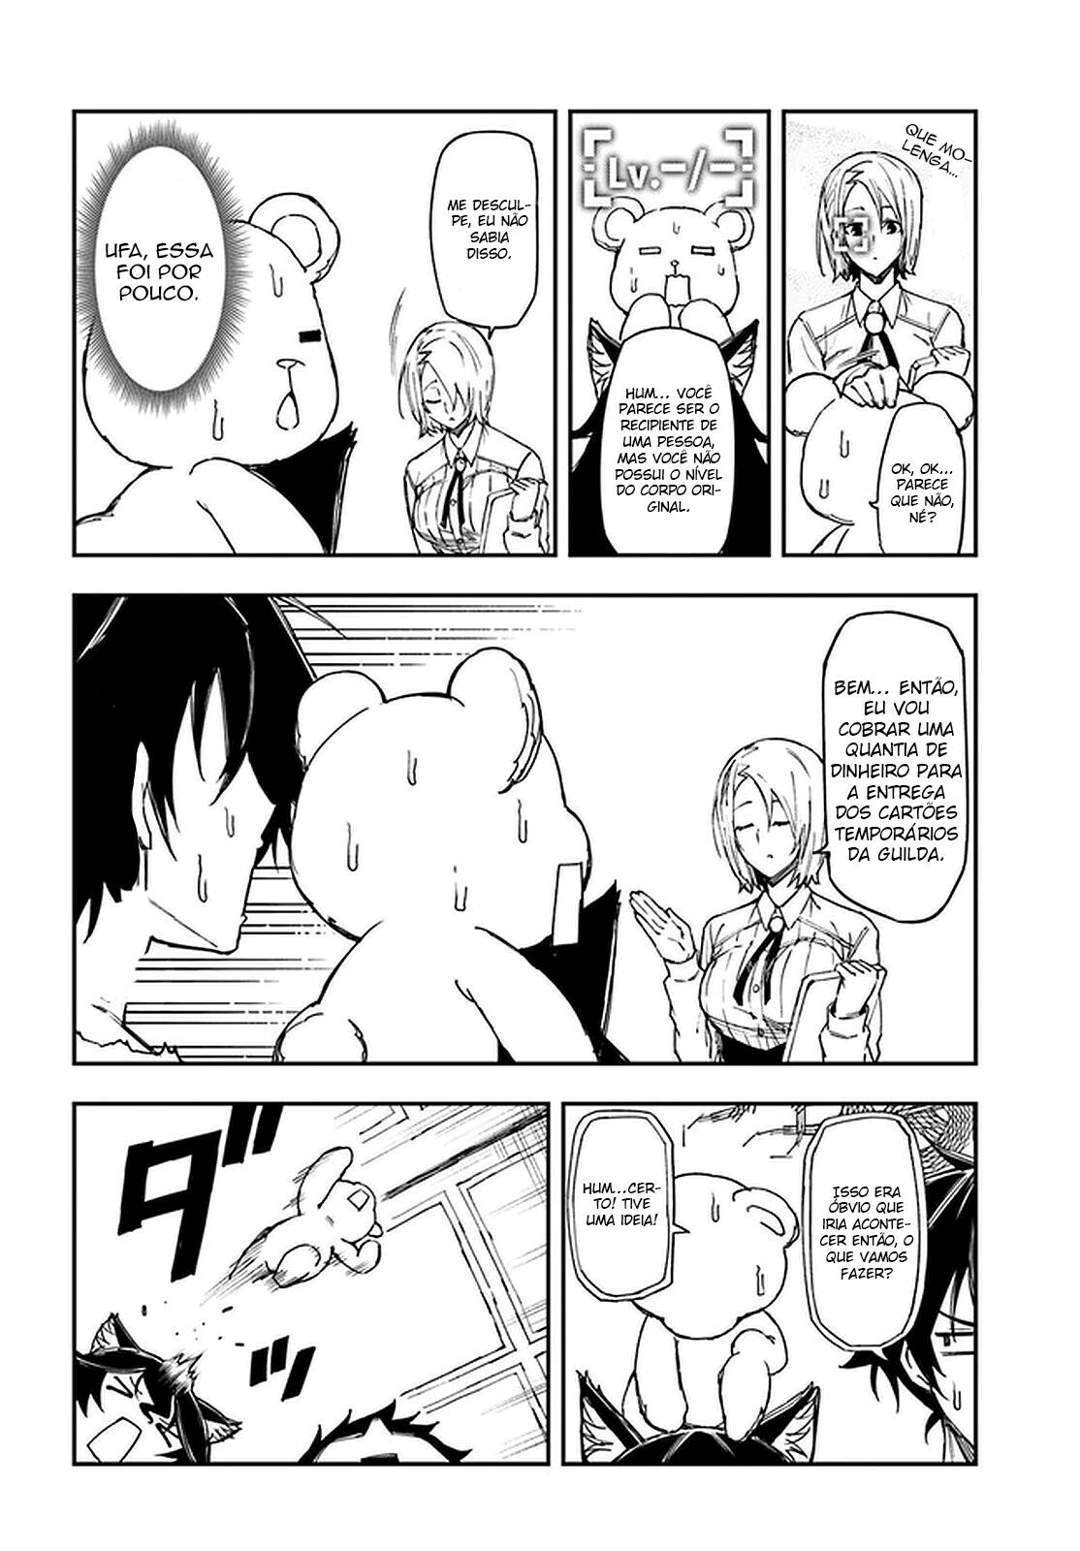 QUE MO-
LENGA...
OK, OK...
PARECE
QUE NÃO,
NÉ?
Lv.-/-
HUM... VOCÊ
PARECE SER O
RECIPIENTE DE
UMA PESSOA,
MAS VOCÊ NÃO
POSSUI O NÍVEL
DO CORPO ORI-
GINAL.
ME DESCUL-
PE, EU NÃO
SABIA
DISSO.
UFA, ESSA
FOI POR
POUCO.
BEM... ENTÃO,
EU VOU
COBRAR UMA
QUANTIA DE
DINHEIRO PARA
A ENTREGA
DOS CARTÕES
TEMPORÁRIOS
DA GUILDA.
ISSO ERA
ÓBVIO QUE
IRIA ACONTE-
CER ENTÃO, O
QUE VAMOS
FAZER?
HUM...CER-
TO! TIVE
UMA IDEIA!
ダッ